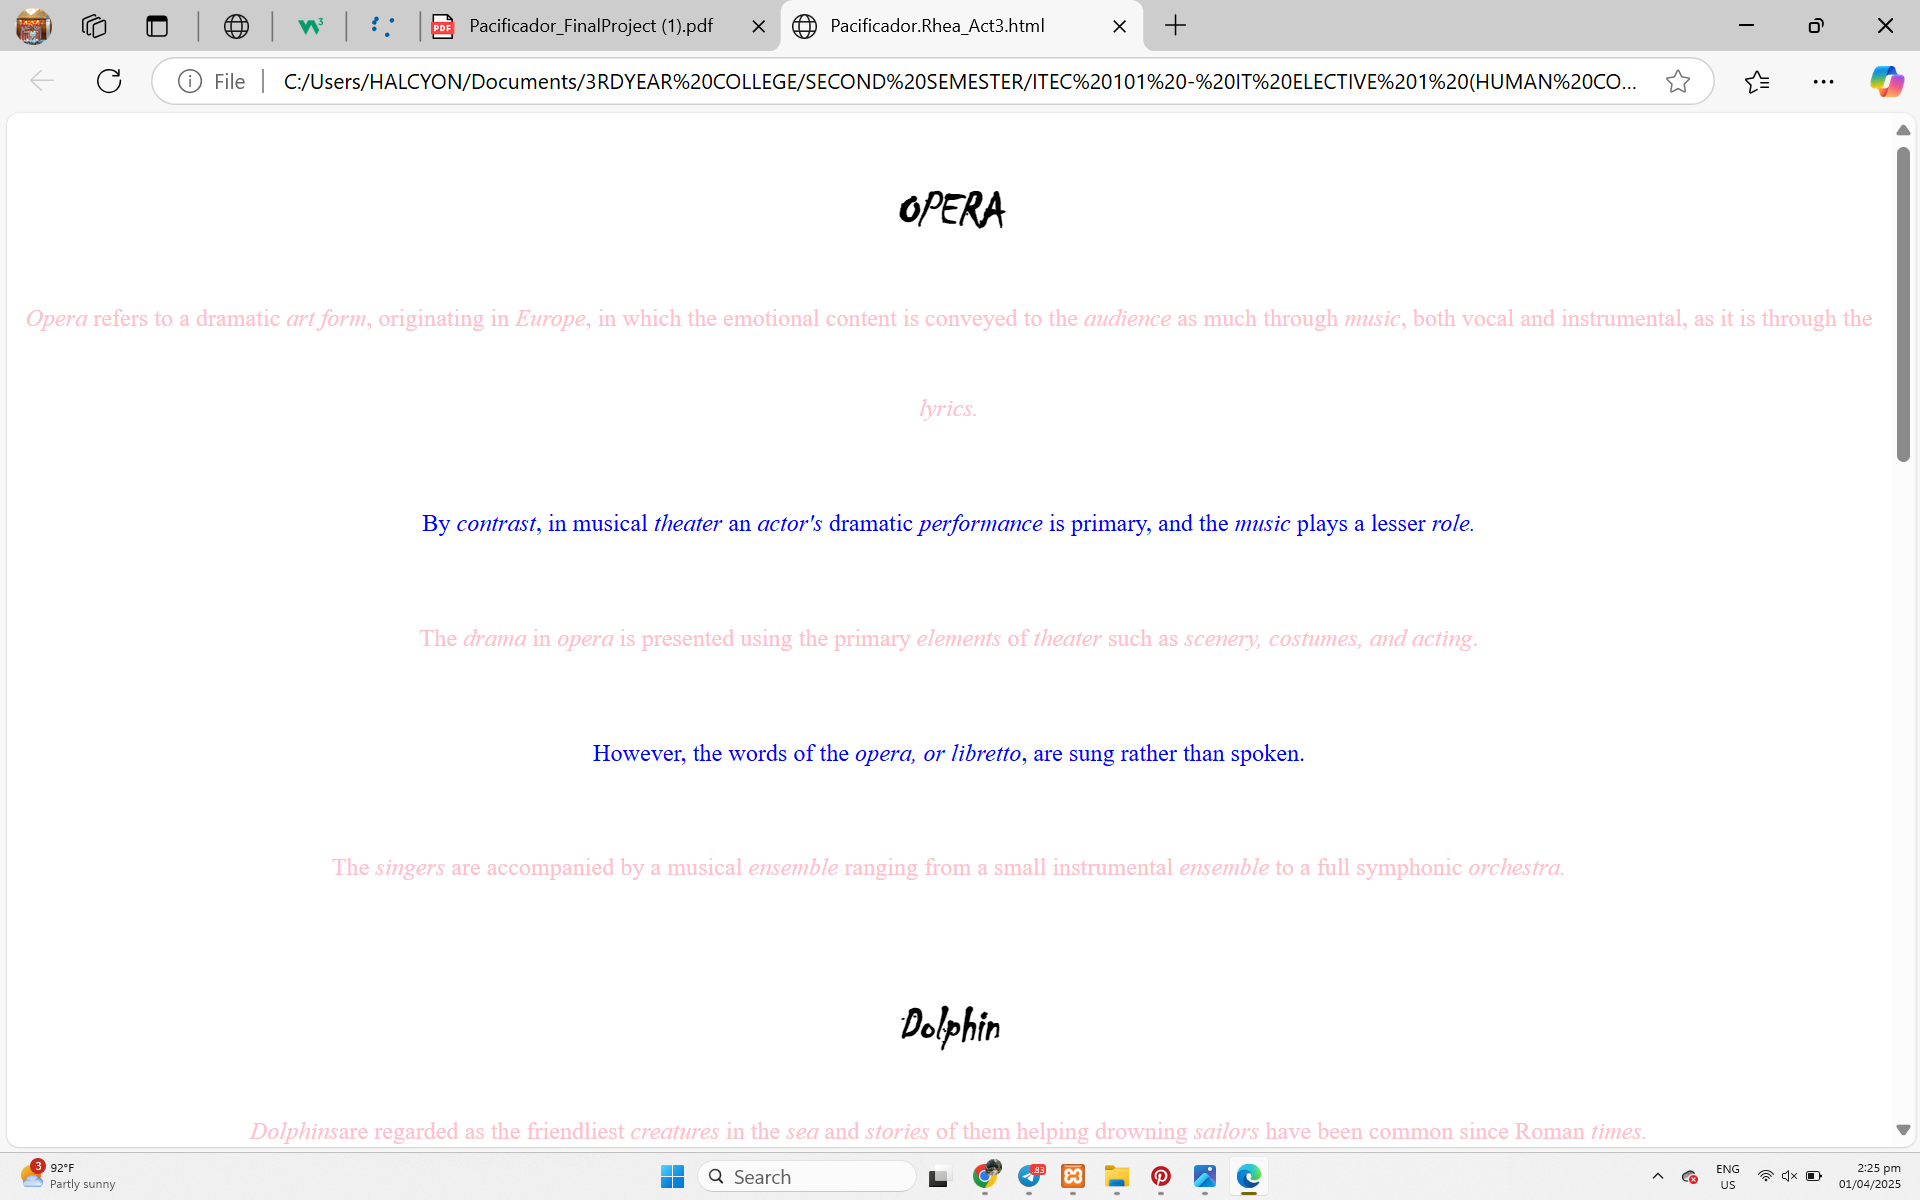 Pacificador_FinalProject (1).pdf
Pacificador.Rhea_Act3.html
File
C:/Users/HALCYON/Documents/3RDYEAR%20COLLEGE/SECOND%20SEMESTER/ITEC%20101%20-%20IT%20ELECTIVE%201%20(HUMAN%20CO...
OPERA
Opera refers to a dramatic art form, originating in Europe, in which the emotional content is conveyed to the audience as much through music, both vocal and instrumental, as it is through the
lyrics.
By contrast, in musical theater an actor's dramatic performance is primary, and the music plays a lesser role.
The drama in opera is presented using the primary elements of theater such as scenery, costumes, and acting.
However, the words of the opera, or libretto, are sung rather than spoken.
The singers are accompanied by a musical ensemble ranging from a small instrumental ensemble to a full symphonic orchestra.
Dolphin
Dolphinsare regarded as the friendliest creatures in the sea and stories of them helping drowning sailors have been common since Roman times.
3
92°F
Partly sunny
Search
83
ENG
US
2:25 pm
01/04/2025